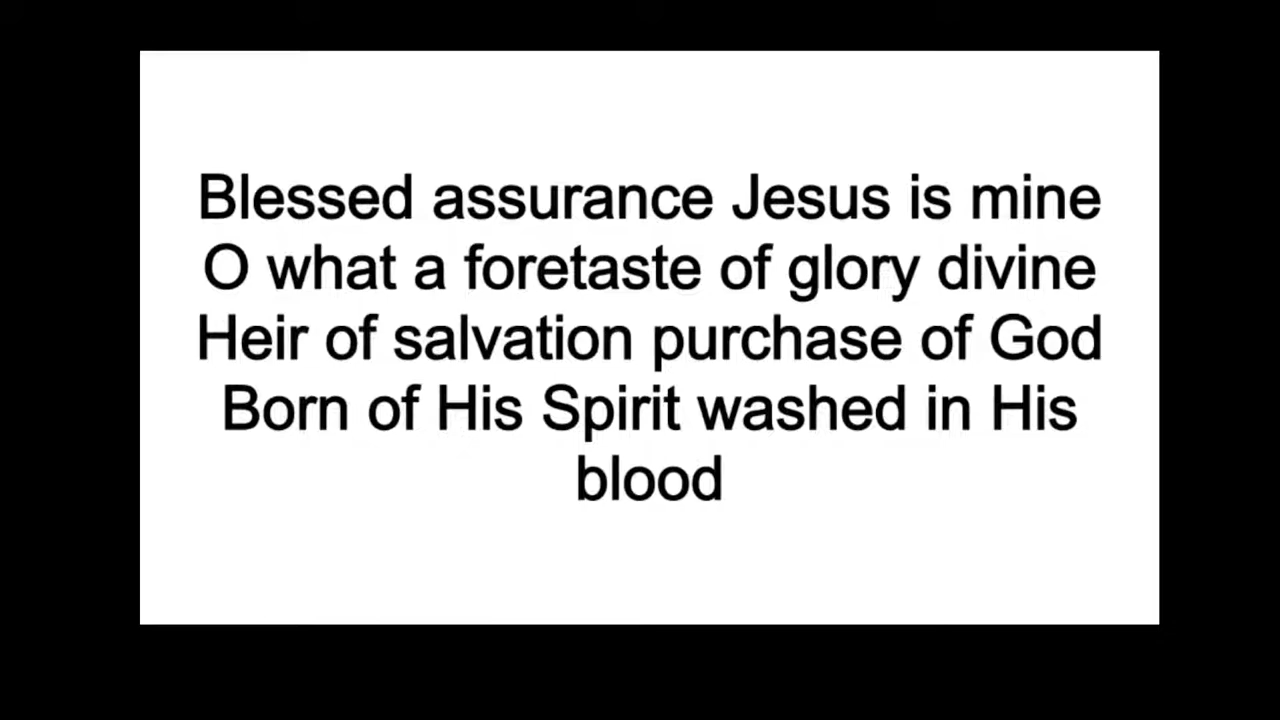 Blessed assurance Jesus is mine
O what a foretaste of glory divine
Heir of salvation purchase of God
Born of His Spirit washed in His
blood